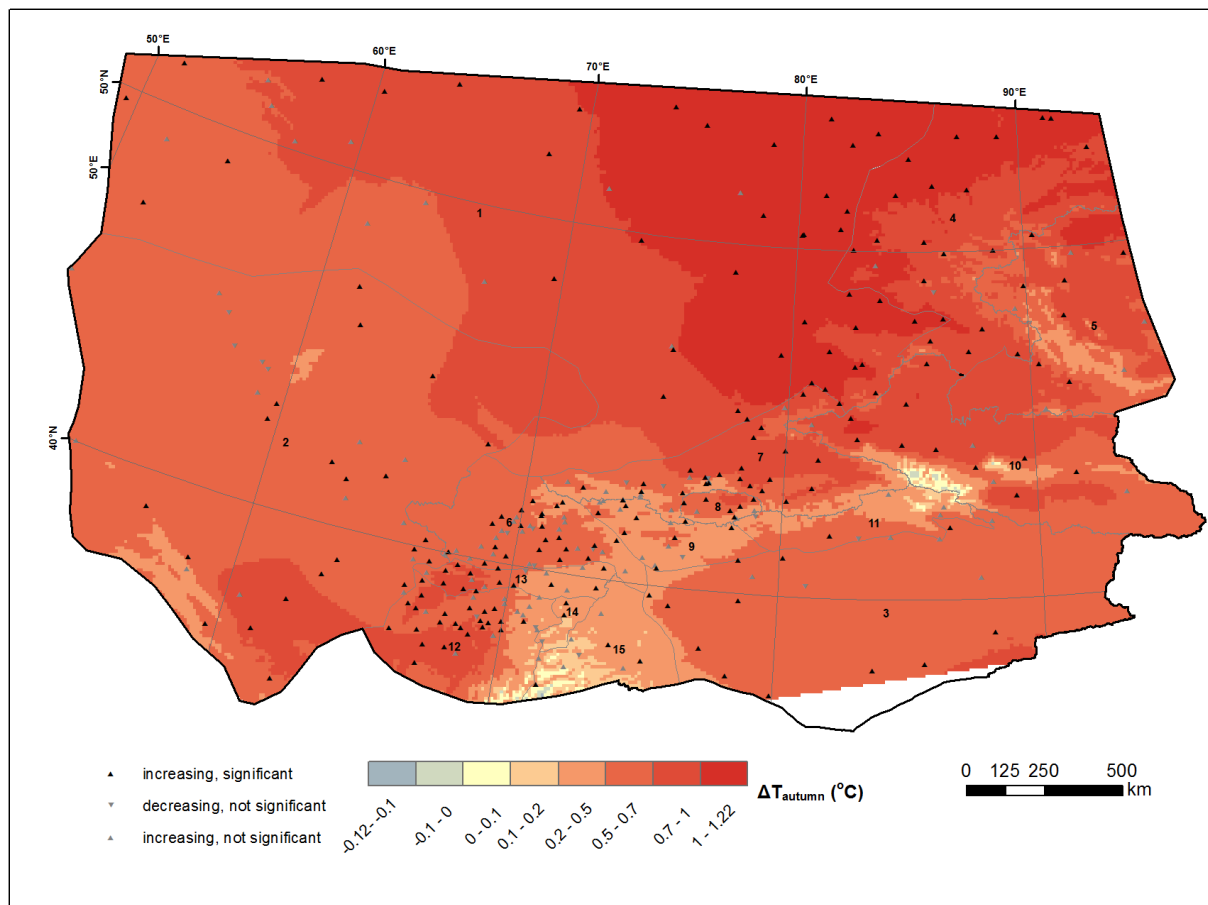 50°E
60°E
70°E
80°E
90°E
50°N
50°E
40°N
1
4
5
2
7
10
8
6
11
9
13
14
3
12
15
increasing, significant
decreasing, not significant
increasing, not significant
-0.12 - -0.1
-0.1 - 0
0 - 0.1
0.1 - 0.2
0.2 - 0.5
0.5 - 0.7
0.7 - 1
1 - 1.22
ΔTautumn (°C)
0 125 250 500
km